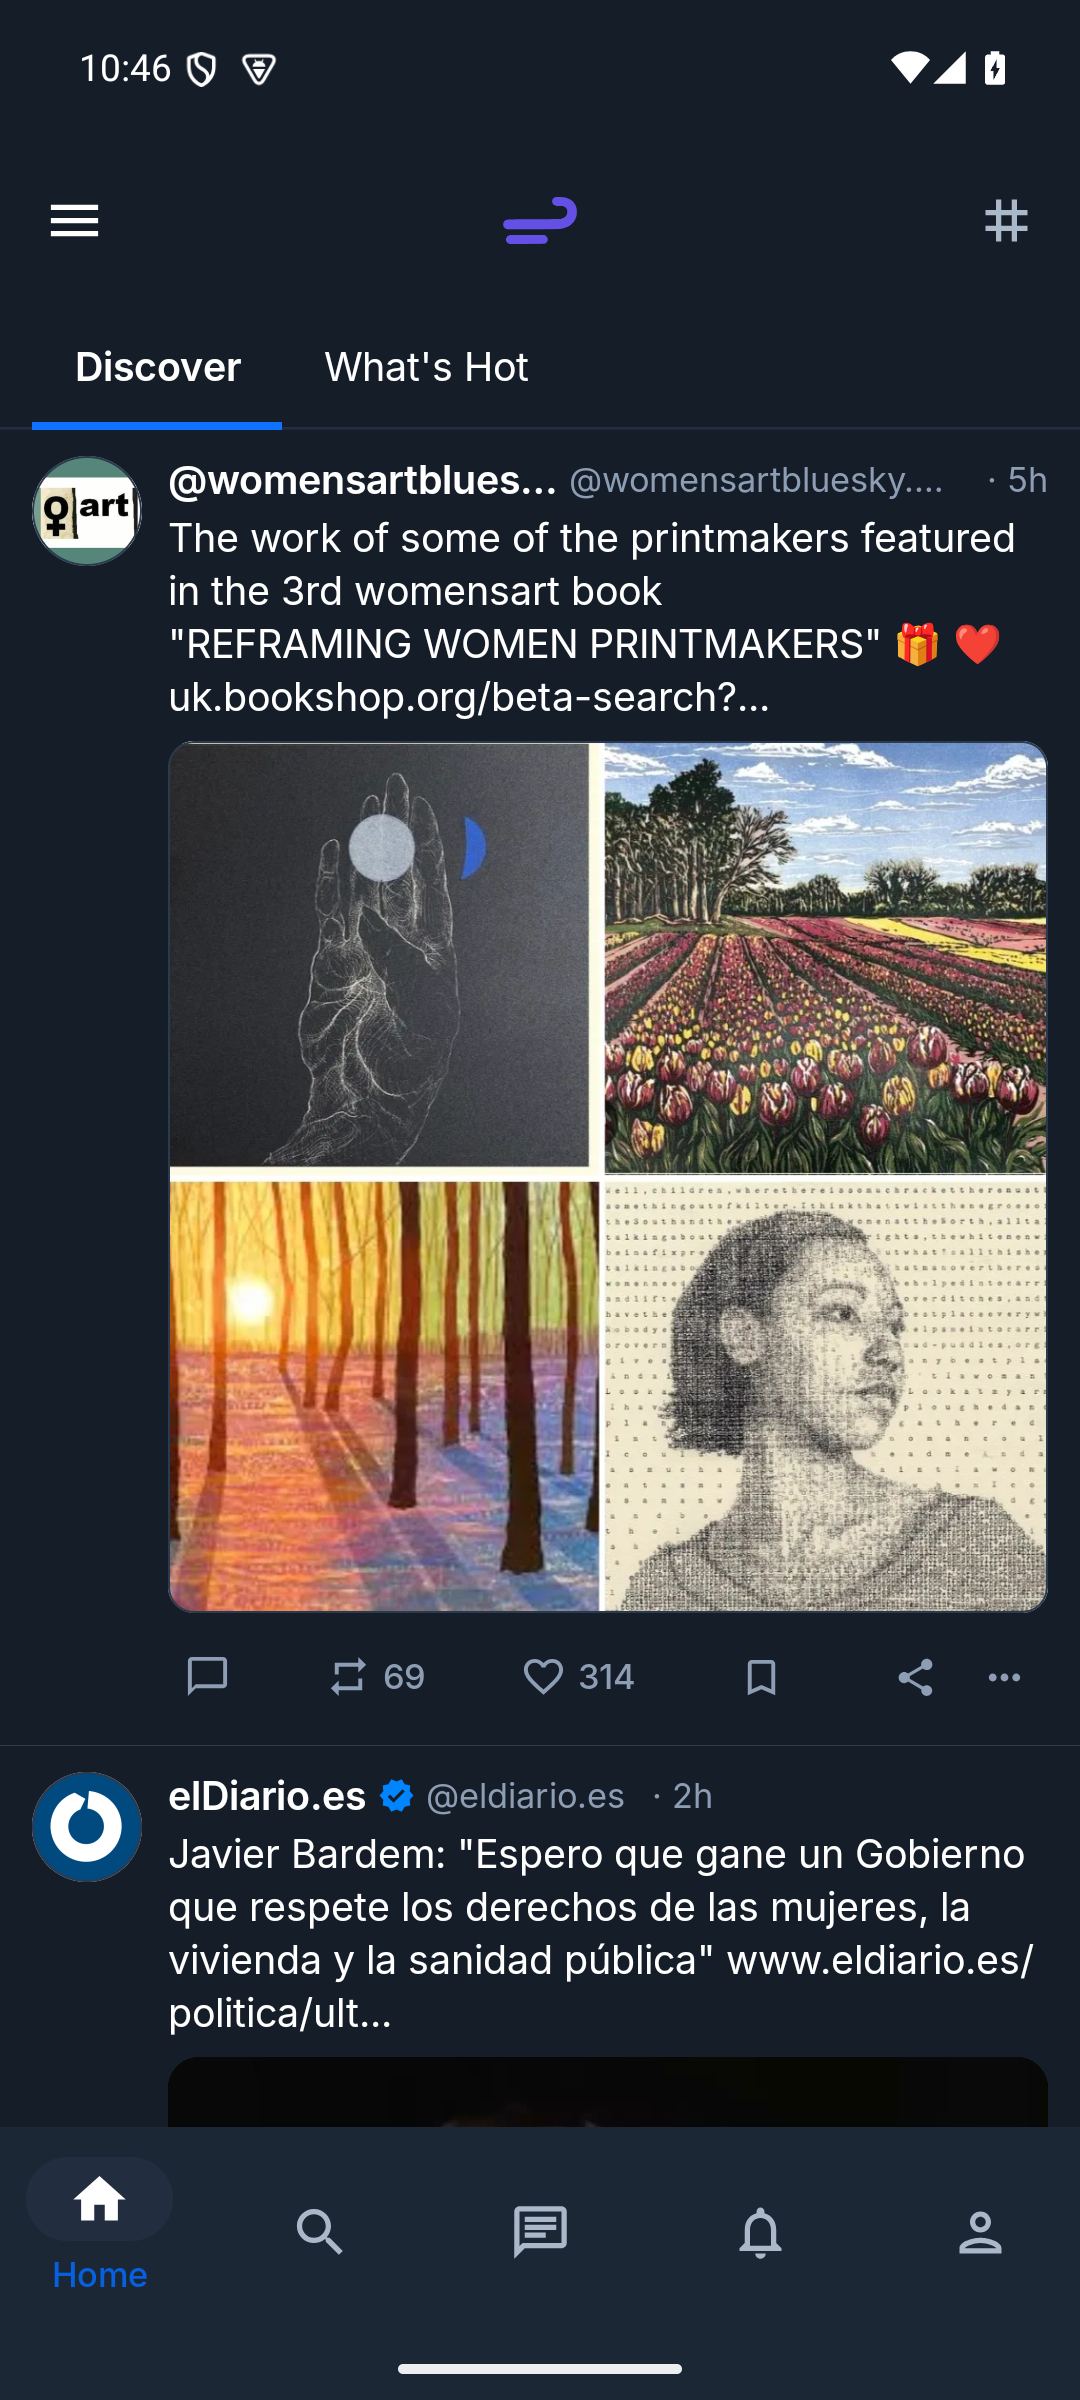 10:46
Discover
What's Hot
@womensartblues... @womensartbluesky.... · 5h
art
The work of some of the printmakers featured
in the 3rd womensart book
"REFRAMING WOMEN PRINTMAKERS" 🎁 ❤️
uk.bookshop.org/beta-search?...
69
314
elDiario.es @eldiario.es · 2h
Javier Bardem: "Espero que gane un Gobierno
que respete los derechos de las mujeres, la
vivienda y la sanidad pública" www.eldiario.es/
politica/ult...
Home